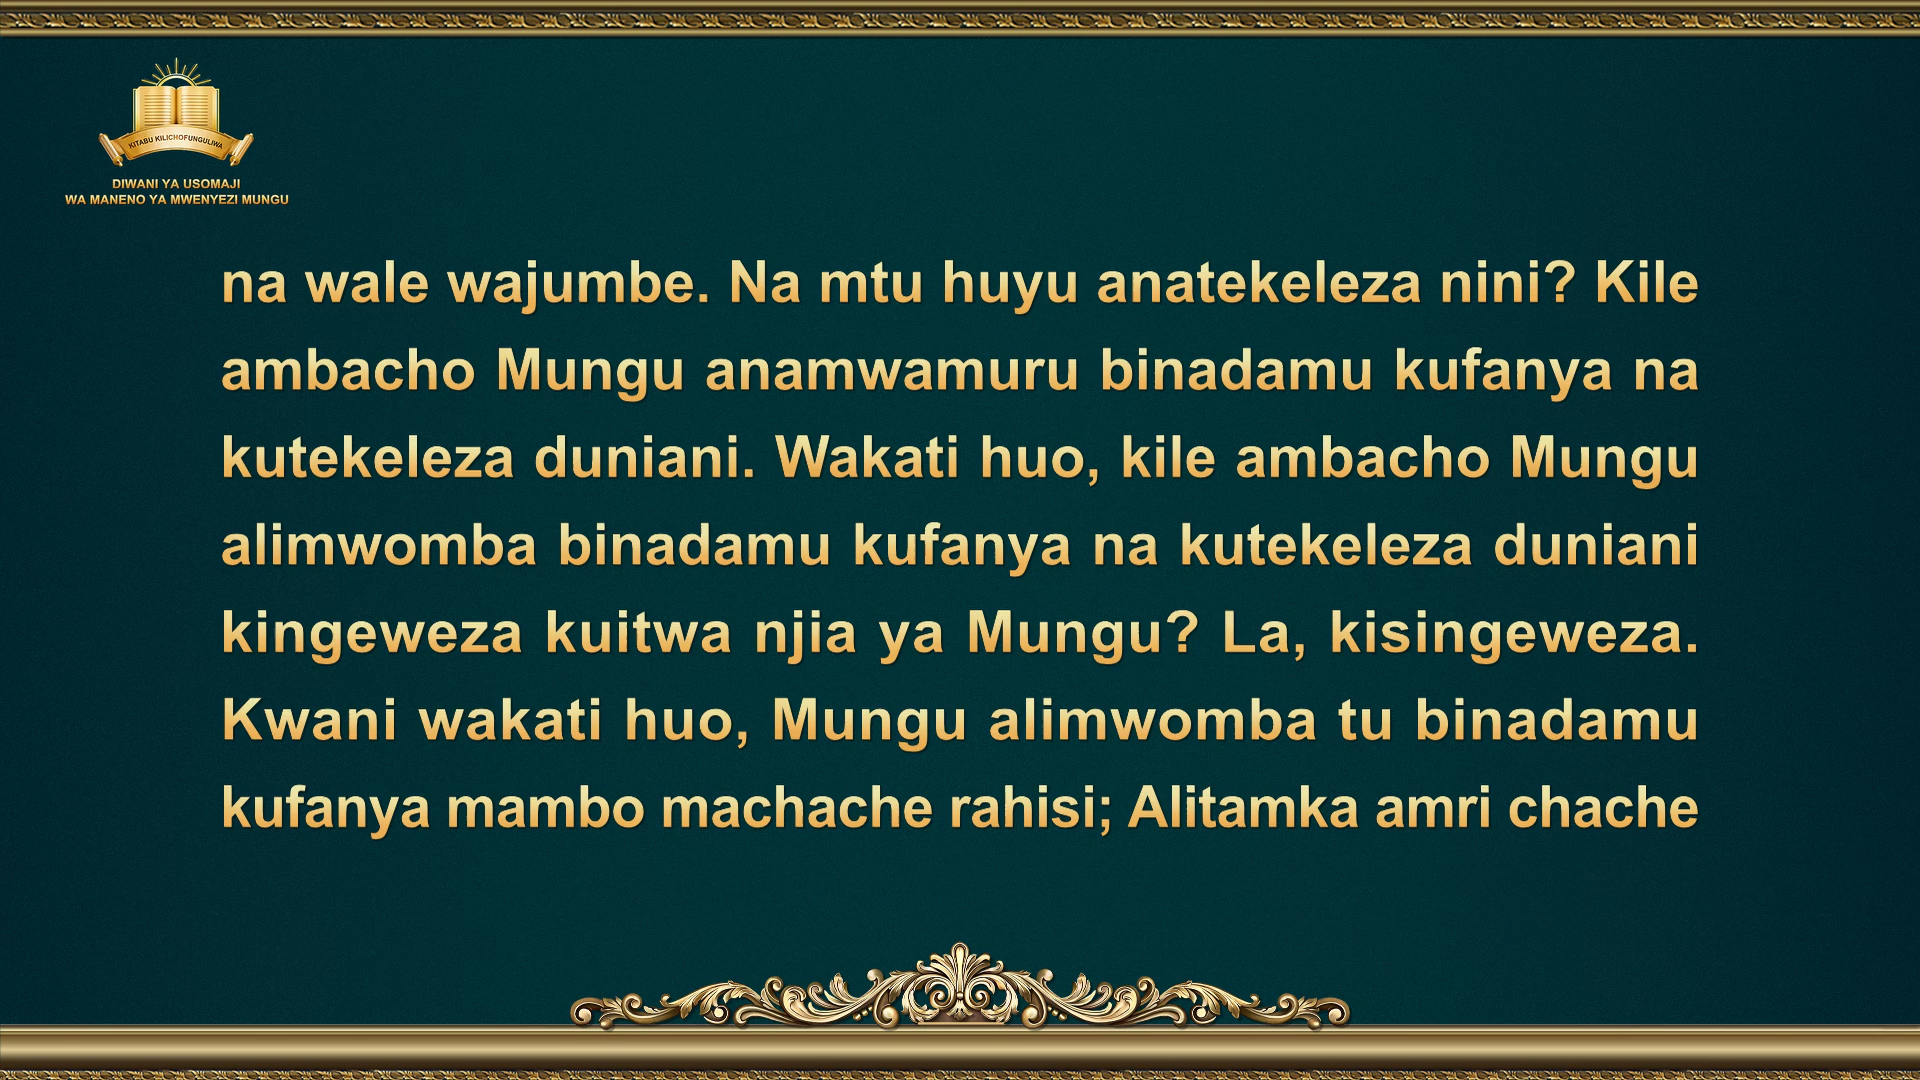 KITABU KILICHOFUNGULIWA
DIWANI YA USOMAJI
WA MANENO YA MWENYEZI MUNGU
na wale wajumbe. Na mtu huyu anatekeleza nini? Kile
ambacho Mungu anamwamuru binadamu kufanya na
kutekeleza duniani. Wakati huo, kile ambacho Mungu
alimwomba binadamu kufanya na kutekeleza duniani
kingeweza kuitwa njia ya Mungu? La, kisingeweza.
Kwani wakati huo, Mungu alimwomba tu binadamu
kufanya mambo machache rahisi; Alitamka amri chache